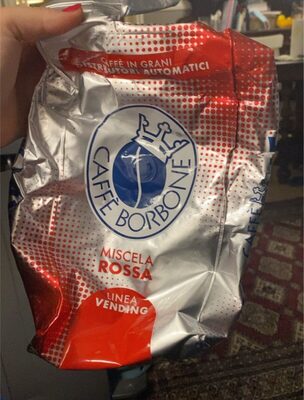 CAFFÈ IN GRANI
DISTRIBUTORI AUTOMATICI
CAFFÈ BORBONE
MISCELA
ROSSA
LINEA
VENDING